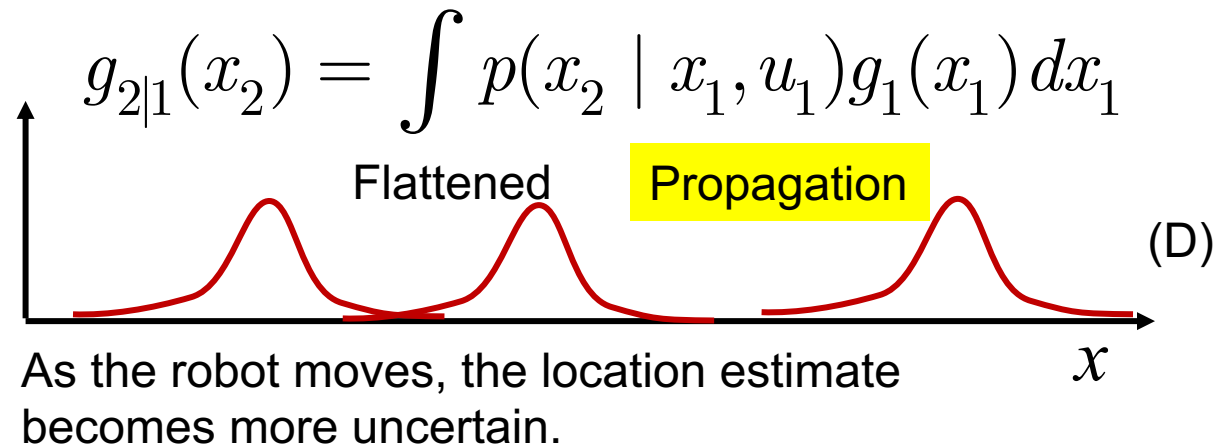 g_{2|1}(x_2) = ∫ p(x_2 | x_1, u_1) g_1(x_1) dx_1
Flattened Propagation
(D)
x
As the robot moves, the location estimate
becomes more uncertain.